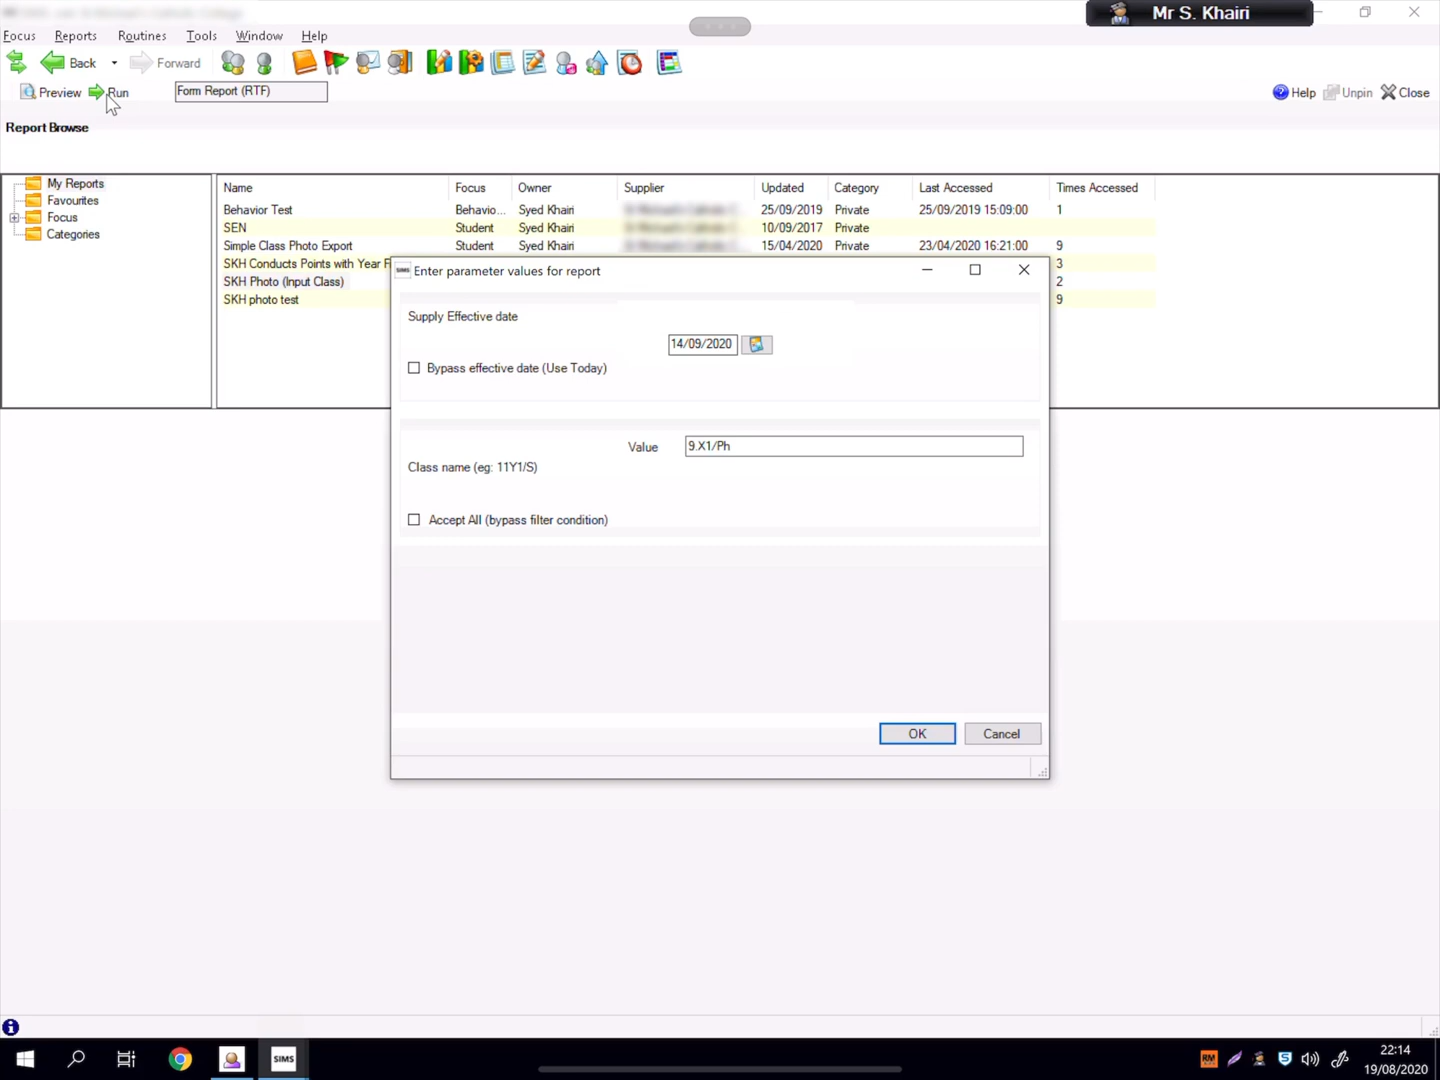 Mr S. Khairi
Focus Reports Routines Tools Window Help
Back Forward
Preview Run Form Report (RTF) Help Unpin Close
Report Browse
My Reports
Favourites
Focus
Categories
Name Focus Owner Supplier Updated Category Last Accessed Times Accessed
Behavior Test Behavio... Syed Khairi 25/09/2019 Private 25/09/2019 15:09:00 1
SEN Student Syed Khairi 10/09/2017 Private
Simple Class Photo Export Student Syed Khairi 15/04/2020 Private 23/04/2020 16:21:00 9
SKH Conducts Points with Year F 3
SKH Photo (Input Class) 2
SKH photo test 9
SIMS Enter parameter values for report
Supply Effective date
14/09/2020
Bypass effective date (Use Today)
Value 9.X1/Ph
Class name (eg: 11Y1/S)
Accept All (bypass filter condition)
OK Cancel
SIMS
RM
22:14
19/08/2020